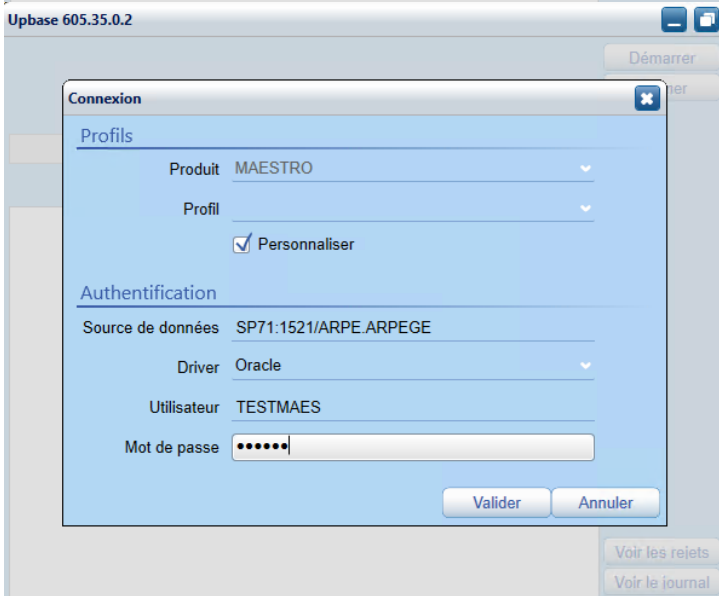 Upbase 605.35.0.2
Démarrer
Connexion
Profils
Produit MAESTRO
Profil
Personnaliser
Authentification
Source de données SP71:1521/ARPE.ARPEGE
Driver Oracle
Utilisateur TESTMAES
Mot de passe ••••••
Valider Annuler
Voir les rejets
Voir le journal